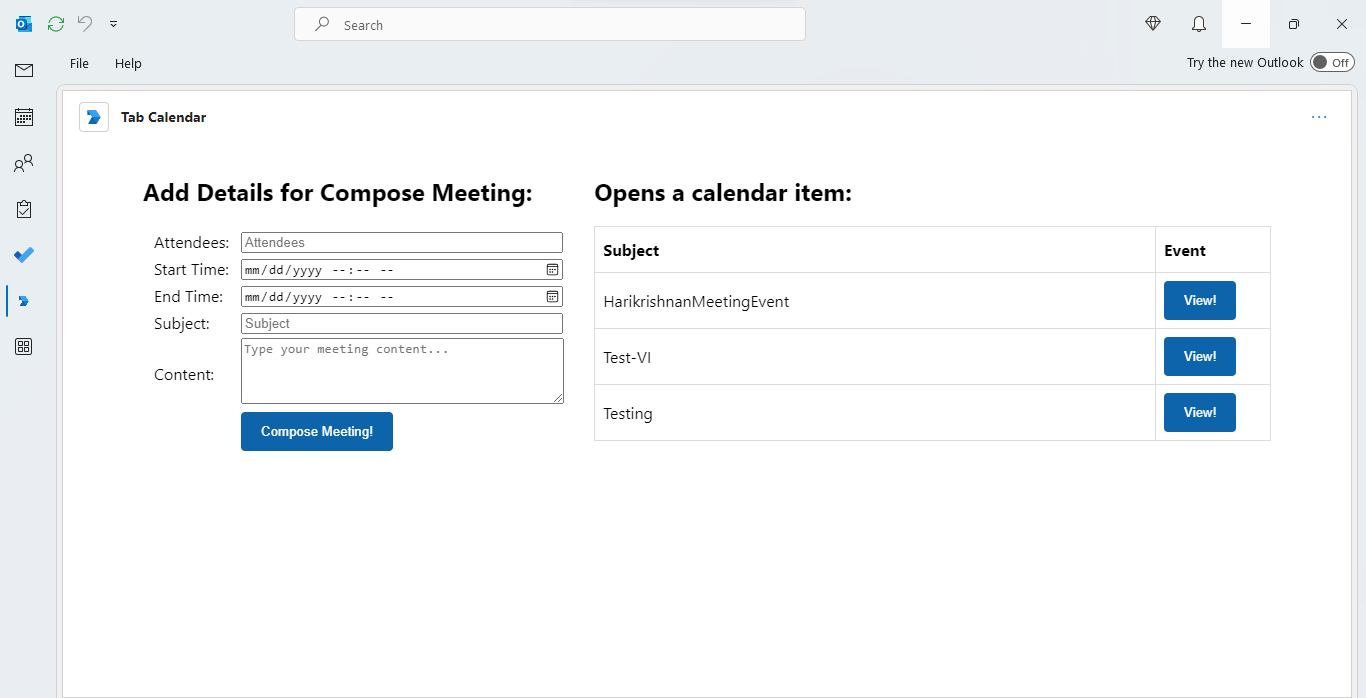 Search
File Help
Try the new Outlook Off
Tab Calendar
Add Details for Compose Meeting:
Attendees: Attendees
Start Time: mm/dd/yyyy --:-- --
End Time: mm/dd/yyyy --:-- --
Subject: Subject
Content: Type your meeting content...
Compose Meeting!
Opens a calendar item:
Subject Event
HarikrishnanMeetingEvent View!
Test-VI View!
Testing View!